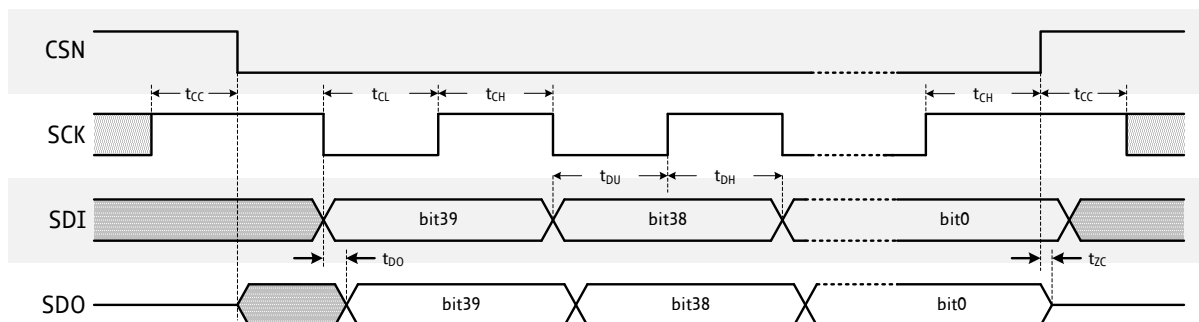 CSN
tCC tCL tCH tCH tCC
SCK
tDU tDH
SDI bit39 bit38 bit0
tDO tZC
SDO bit39 bit38 bit0